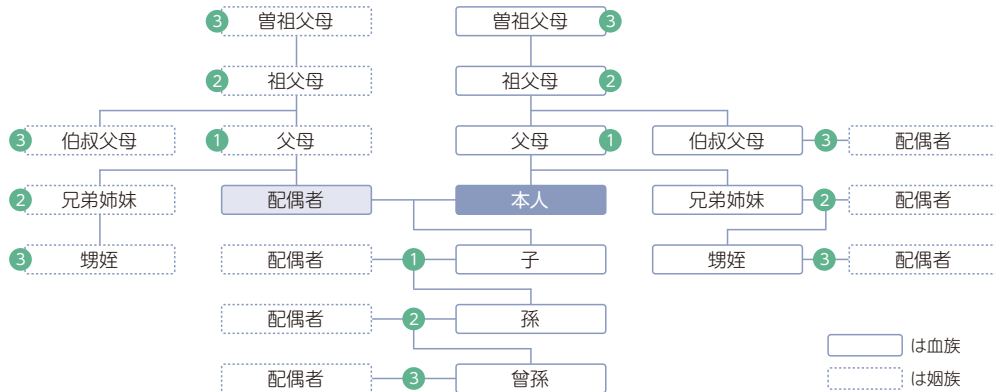 3 曽祖父母 曽祖父母 3
2 祖父母 祖父母 2
3 伯叔父母 1 父母 父母 1 伯叔父母 3 配偶者
2 兄弟姉妹 配偶者 本人 兄弟姉妹 2 配偶者
3 甥姪 配偶者 1 子 甥姪 3 配偶者
配偶者 2 孫
は血族
配偶者 3 曾孫
は姻族